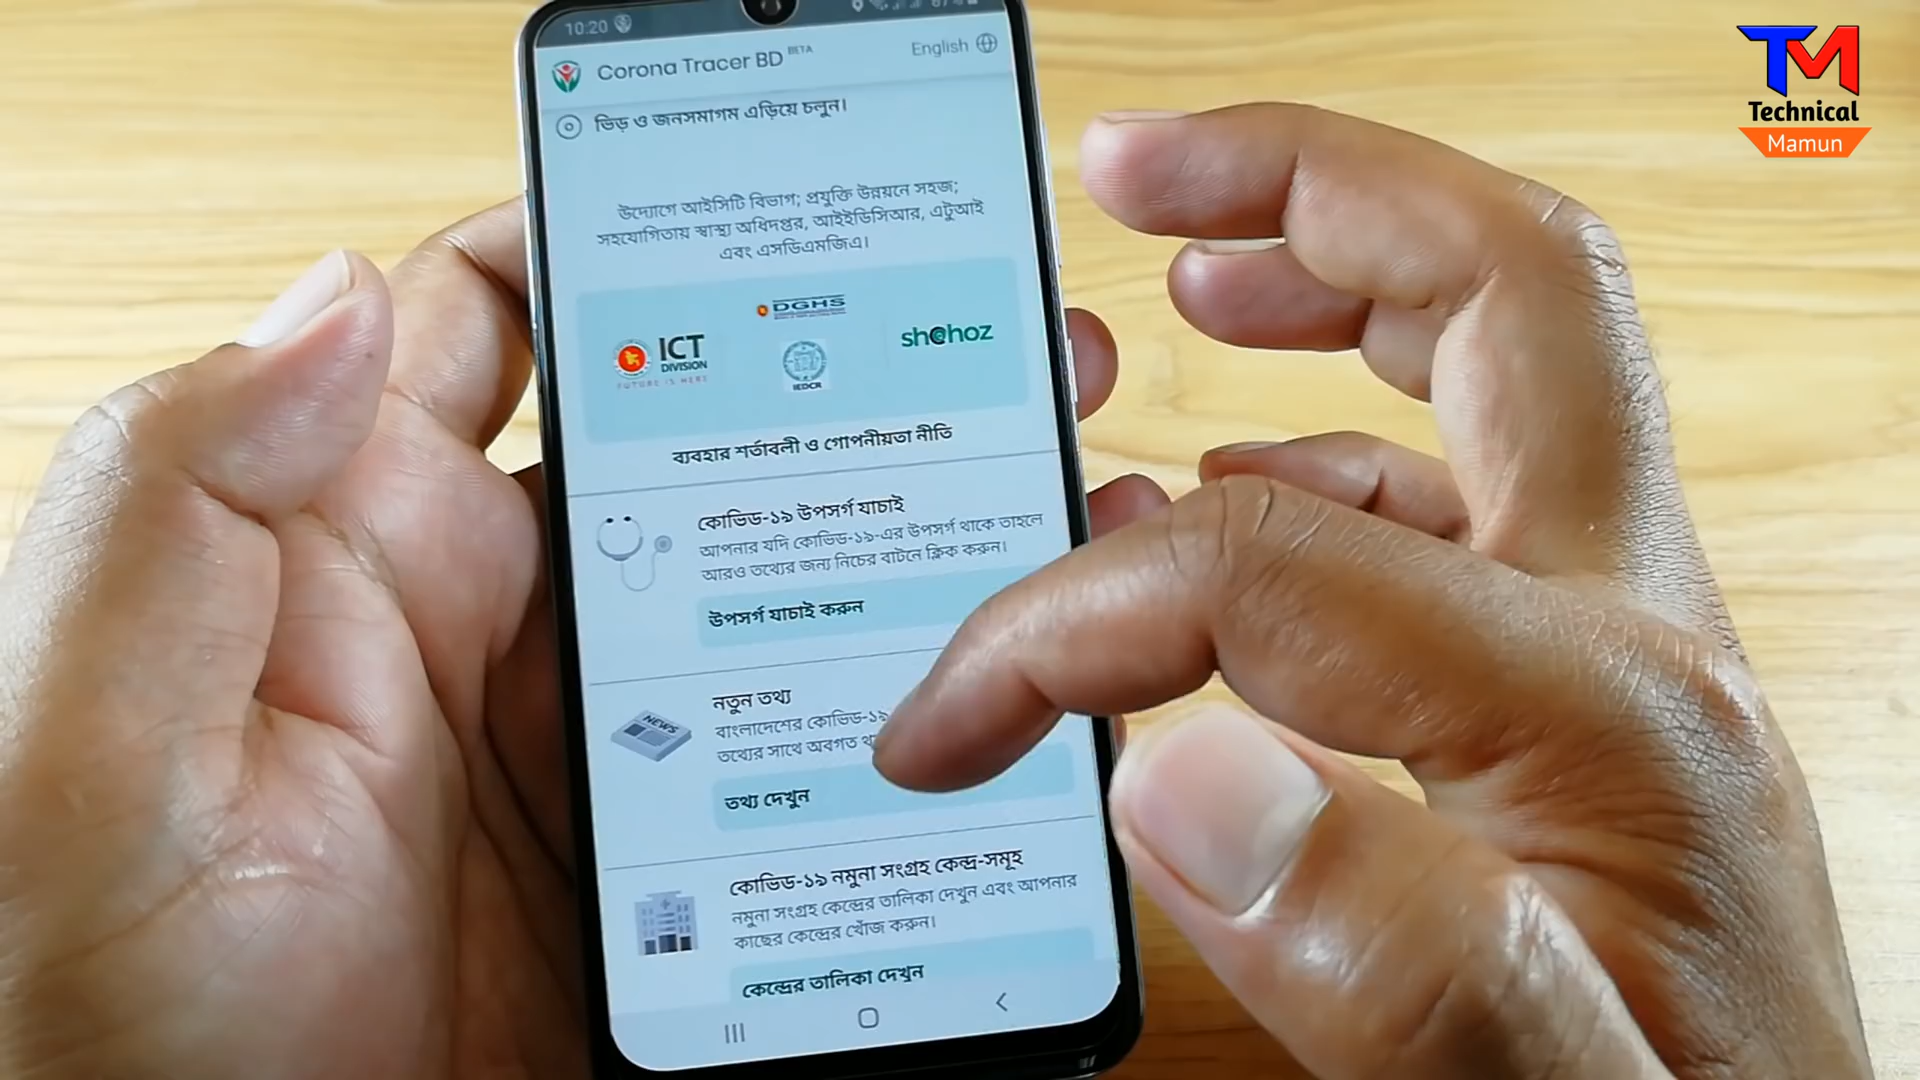 10:20
Corona Tracer BD BETA
English
ভিড় ও জনসমাগম এড়িয়ে চলুন।
উদ্যোগে আইসিটি বিভাগ; প্রযুক্তি উন্নয়নে সহজ;
সহযোগিতায় স্বাস্থ্য অধিদপ্তর, আইইডিসিআর, এটুআই
এবং এসডিএমজিএ।
DGHS
ICT
DIVISION
FUTURE IS HERE
IEDCR
shohoz
ব্যবহার শর্তাবলী ও গোপনীয়তা নীতি
কোভিড-১৯ উপসর্গ যাচাই
আপনার যদি কোভিড-১৯-এর উপসর্গ থাকে তাহলে
আরও তথ্যের জন্য নিচের বাটনে ক্লিক করুন।
উপসর্গ যাচাই করুন
নতুন তথ্য
NEWS
বাংলাদেশের কোভিড-১৯
তথ্যের সাথে অবগত
তথ্য দেখুন
কোভিড-১৯ নমুনা সংগ্রহ কেন্দ্র-সমূহ
নমুনা সংগ্রহ কেন্দ্রের তালিকা দেখুন এবং আপনার
কাছের কেন্দ্রের খোঁজ করুন।
কেন্দ্রের তালিকা দেখুন
TM
Technical
Mamun